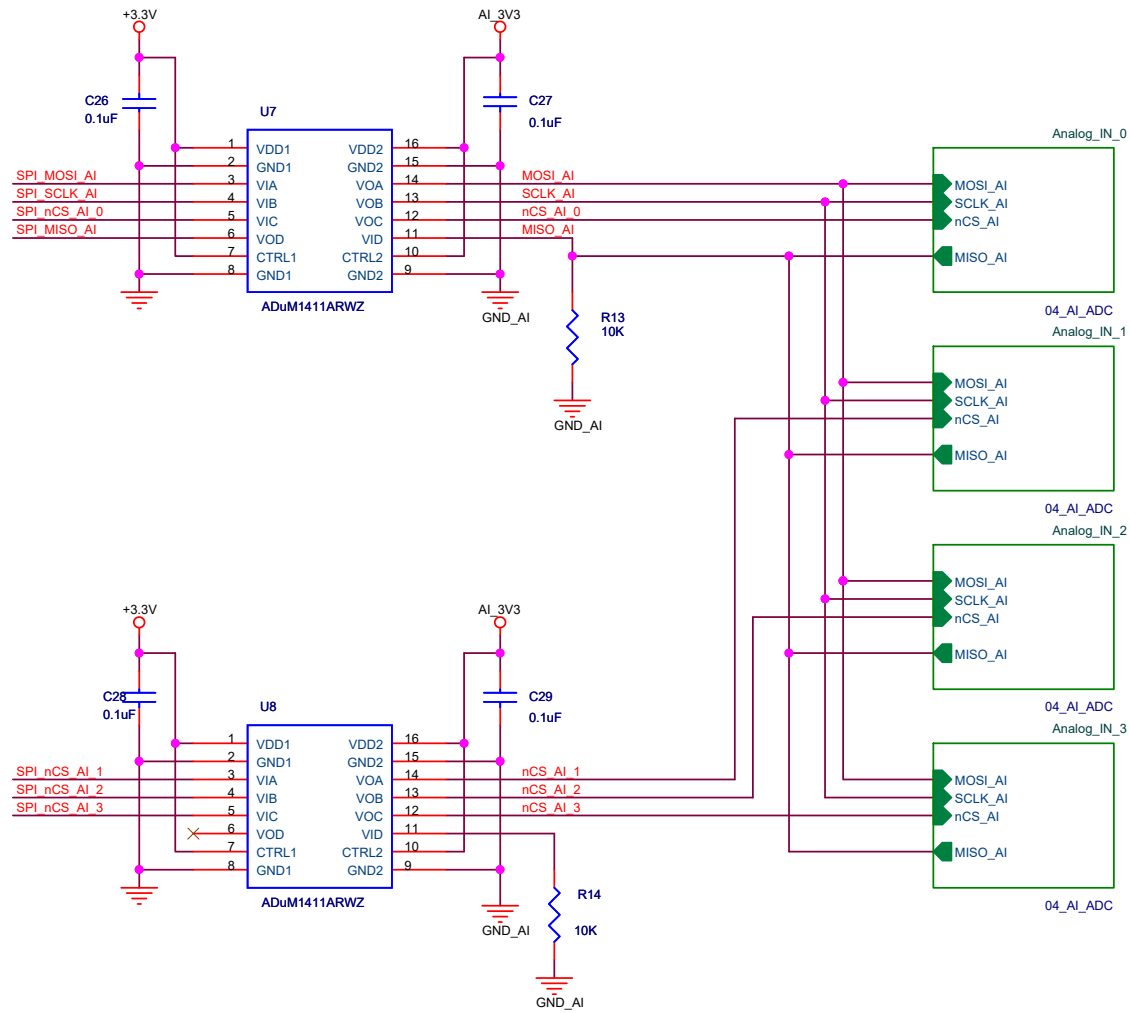 +3.3V
AI_3V3
C26
0.1uF
C27
0.1uF
U7
1 VDD1 VDD2 16
2 GND1 GND2 15
SPI_MOSI_AI 3 VIA VOA 14 MOSI_AI
SPI_SCLK_AI 4 VIB VOB 13 SCLK_AI
SPI_nCS_AI_0 5 VIC VOC 12 nCS_AI_0
SPI_MISO_AI 6 VOD VID 11 MISO_AI
7 CTRL1 CTRL2 10
8 GND1 GND2 9
ADuM1411ARWZ
GND_AI
R13
10K
GND_AI
Analog_IN_0
MOSI_AI
SCLK_AI
nCS_AI
MISO_AI
04_AI_ADC
Analog_IN_1
MOSI_AI
SCLK_AI
nCS_AI
MISO_AI
04_AI_ADC
Analog_IN_2
MOSI_AI
SCLK_AI
nCS_AI
MISO_AI
04_AI_ADC
Analog_IN_3
MOSI_AI
SCLK_AI
nCS_AI
MISO_AI
04_AI_ADC
+3.3V
AI_3V3
C28
0.1uF
C29
0.1uF
U8
1 VDD1 VDD2 16
2 GND1 GND2 15
SPI_nCS_AI_1 3 VIA VOA 14 nCS_AI_1
SPI_nCS_AI_2 4 VIB VOB 13 nCS_AI_2
SPI_nCS_AI_3 5 VIC VOC 12 nCS_AI_3
6 VOD VID 11
7 CTRL1 CTRL2 10
8 GND1 GND2 9
ADuM1411ARWZ
GND_AI
R14
10K
GND_AI